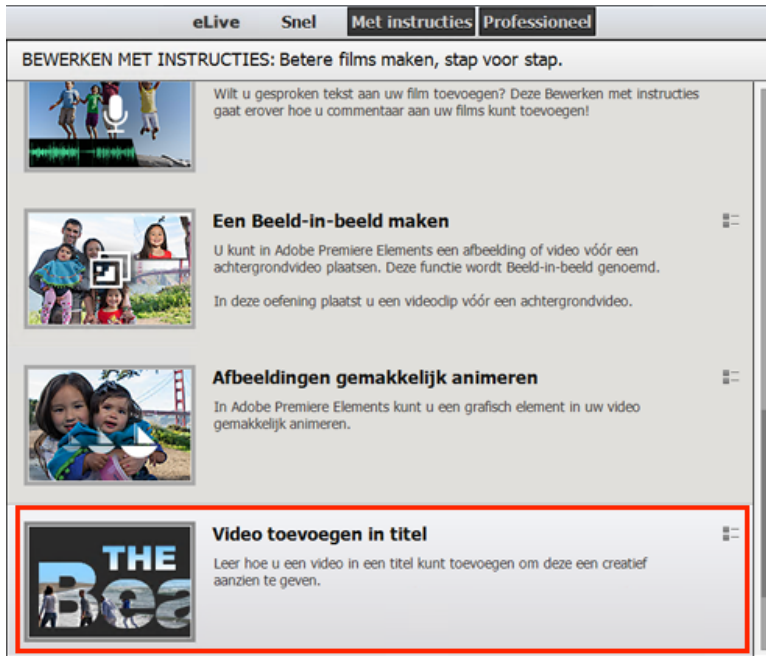 eLive Snel Met instructies Professioneel
BEWERKEN MET INSTRUCTIES: Betere films maken, stap voor stap.
Wilt u gesproken tekst aan uw film toevoegen? Deze Bewerken met instructies
gaat erover hoe u commentaar aan uw films kunt toevoegen!
Een Beeld-in-beeld maken
U kunt in Adobe Premiere Elements een afbeelding of video vóór een
achtergrondvideo plaatsen. Deze functie wordt Beeld-in-beeld genoemd.
In deze oefening plaatst u een videoclip vóór een achtergrondvideo.
Afbeeldingen gemakkelijk animeren
In Adobe Premiere Elements kunt u een grafisch element in uw video
gemakkelijk animeren.
THE
Bea
Video toevoegen in titel
Leer hoe u een video in een titel kunt toevoegen om deze een creatief
aanzien te geven.